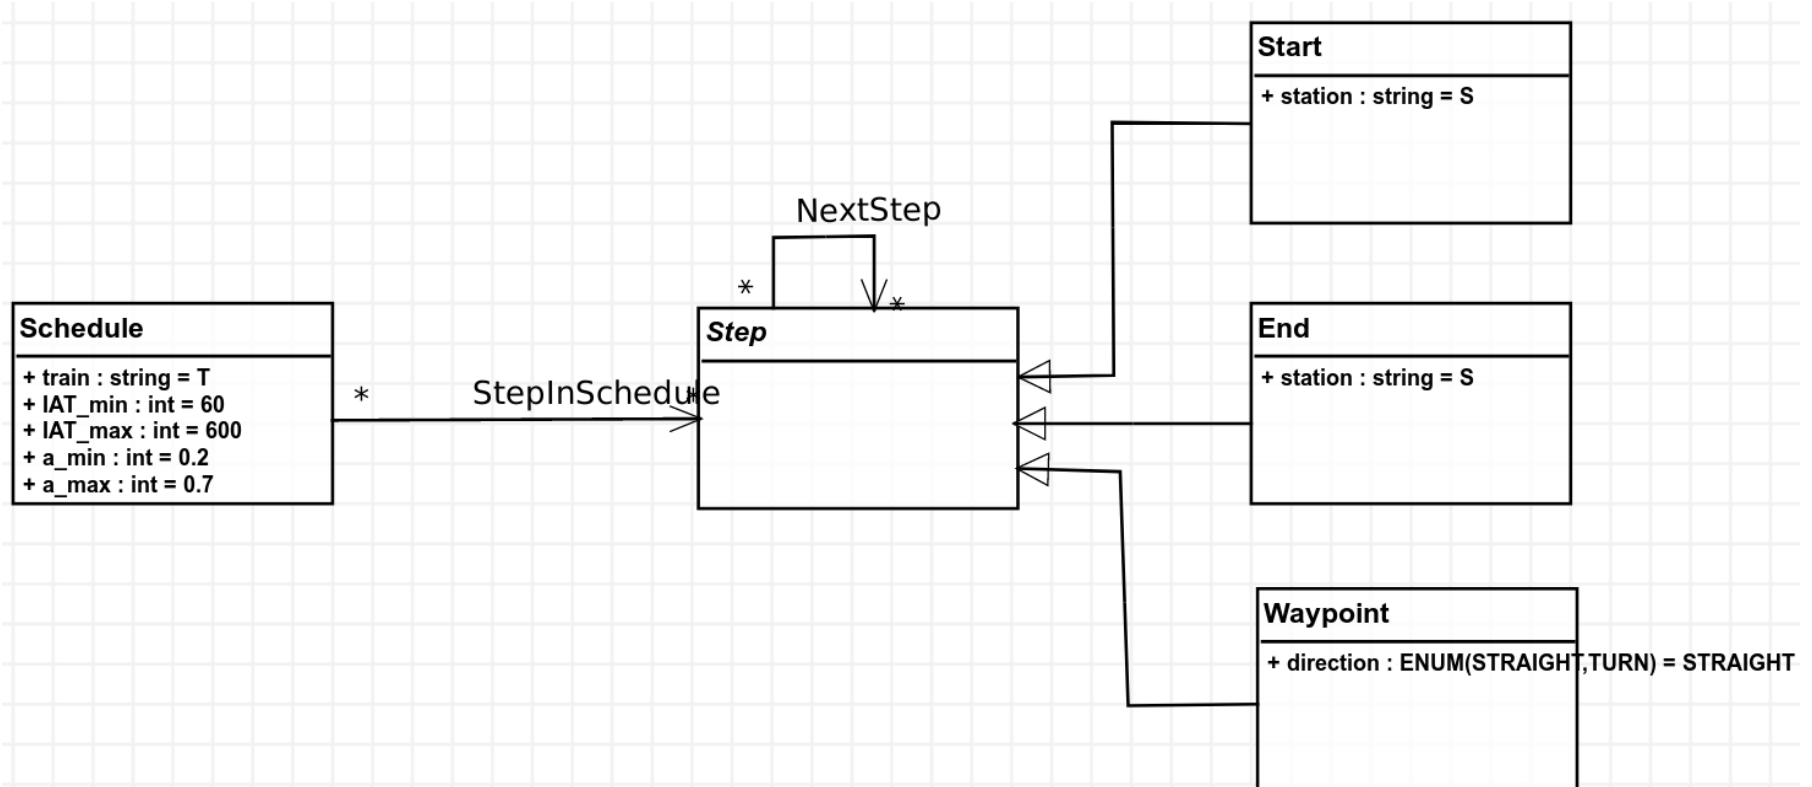 Start
+ station : string = S
NextStep
*
*
Schedule
+ train : string = T
+ IAT_min : int = 60
+ IAT_max : int = 600
+ a_min : int = 0.2
+ a_max : int = 0.7
*
StepInSchedule
*
Step
End
+ station : string = S
Waypoint
+ direction : ENUM(STRAIGHT,TURN) = STRAIGHT